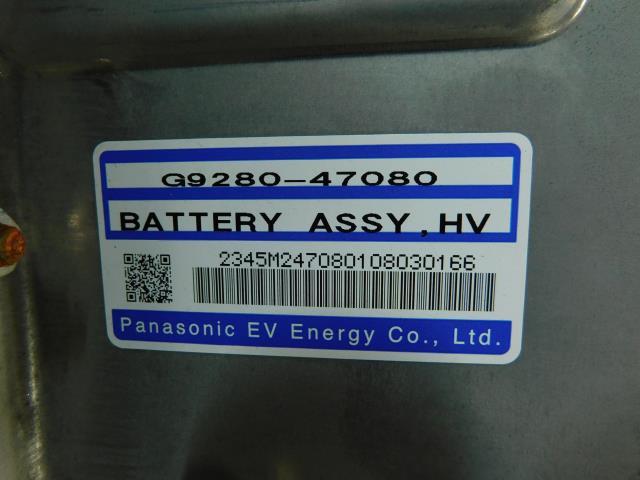 G9280-47080
BATTERY ASSY,HV
2345M247080108030166
Panasonic EV Energy Co., Ltd.